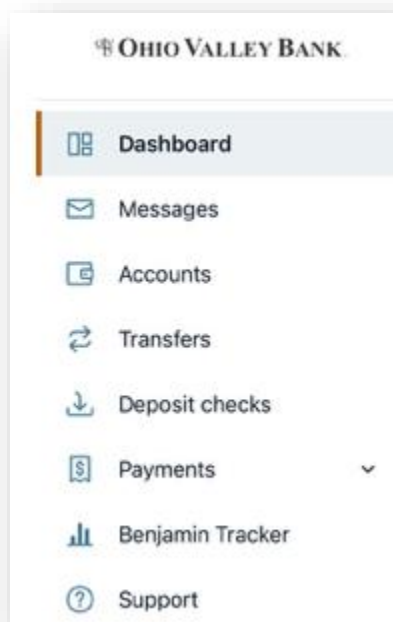 OHIO VALLEY BANK
Dashboard
Messages
Accounts
Transfers
Deposit checks
Payments
Benjamin Tracker
Support